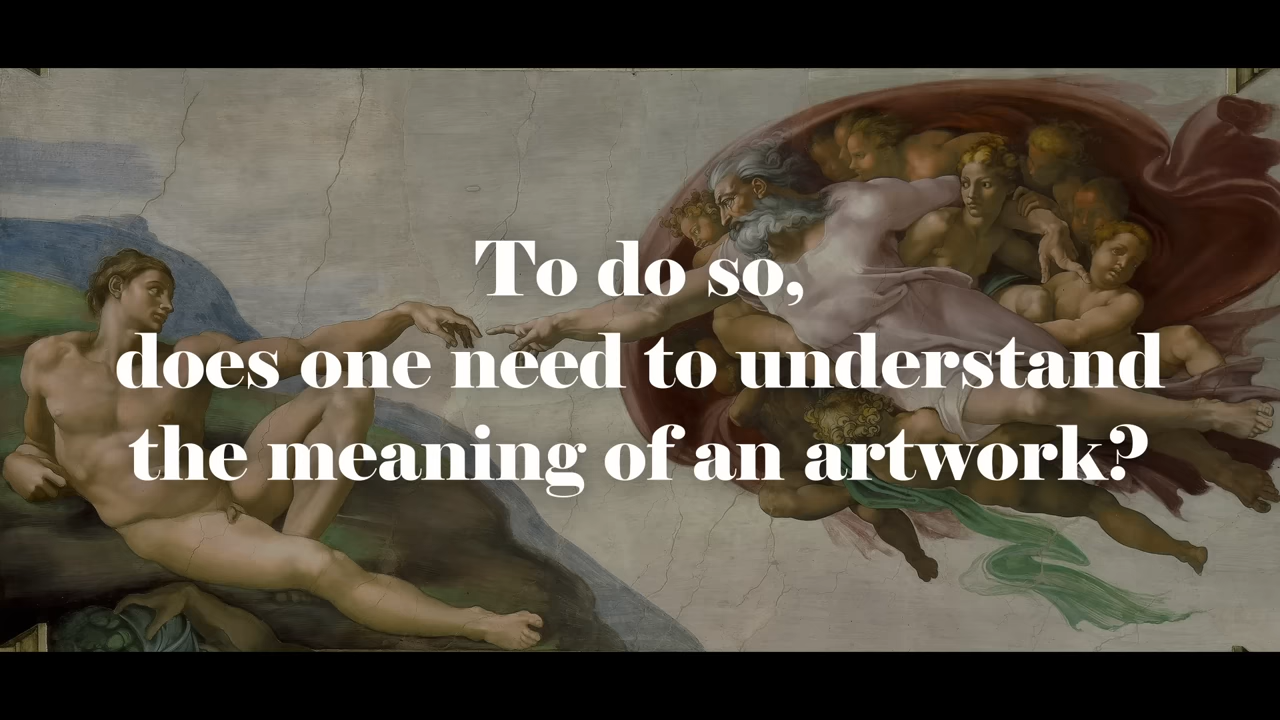 To do so,
does one need to understand
the meaning of an artwork?